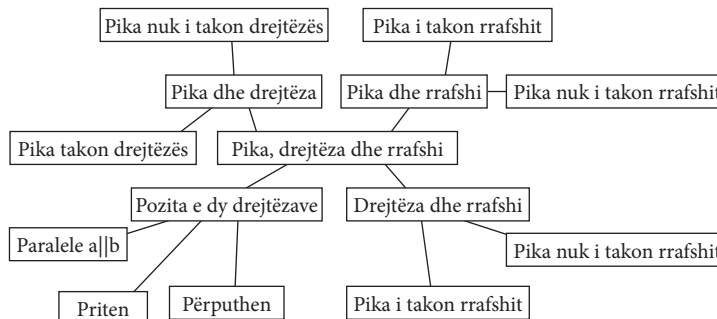 Pika nuk i takon drejtëzës
Pika i takon rrafshit
Pika dhe drejtëza
Pika dhe rrafshi
Pika nuk i takon rrafshit
Pika takon drejtëzës
Pika, drejtëza dhe rrafshi
Pozita e dy drejtëzave
Drejtëza dhe rrafshi
Paralele a||b
Pika nuk i takon rrafshit
Priten
Përputhen
Pika i takon rrafshit